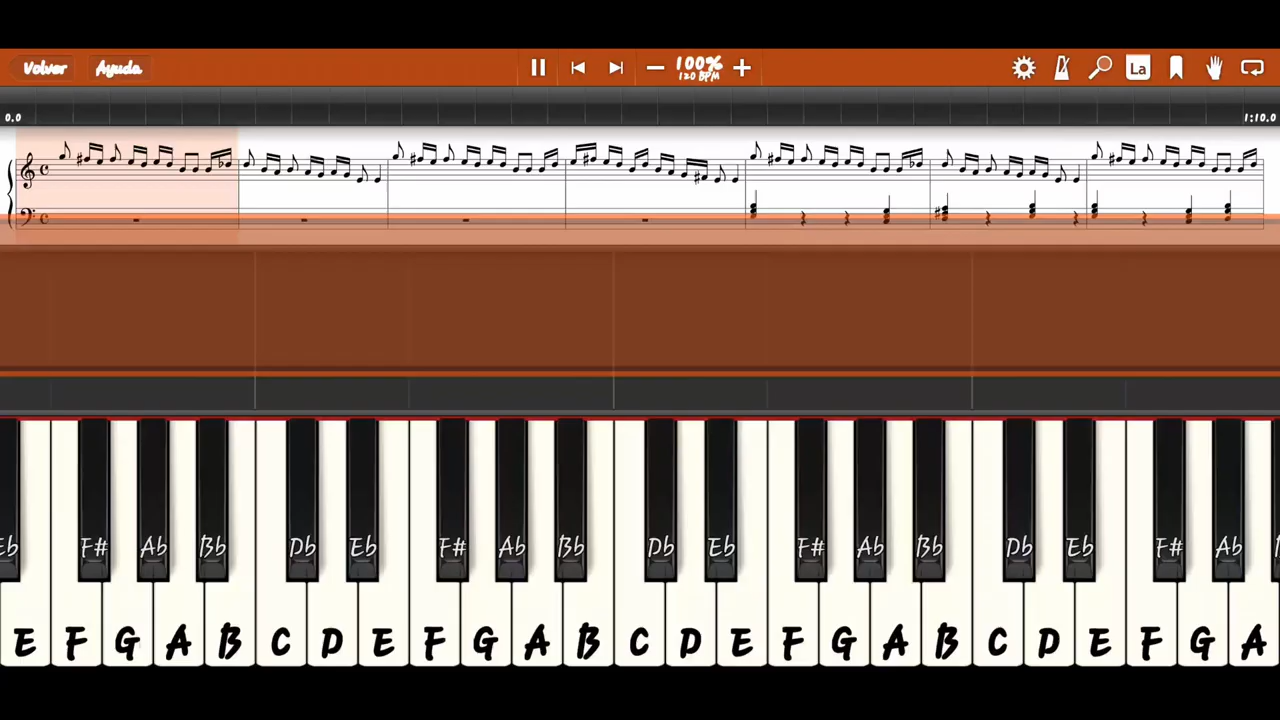 Volver Ayuda 100% La
120 BPM
0.0 1:10.0
Eb F# Ab Bb Db Eb F# Ab Bb Db Eb F# Ab Bb Db Eb F# Ab
E F G A B C D E F G A B C D E F G A B C D E F G A